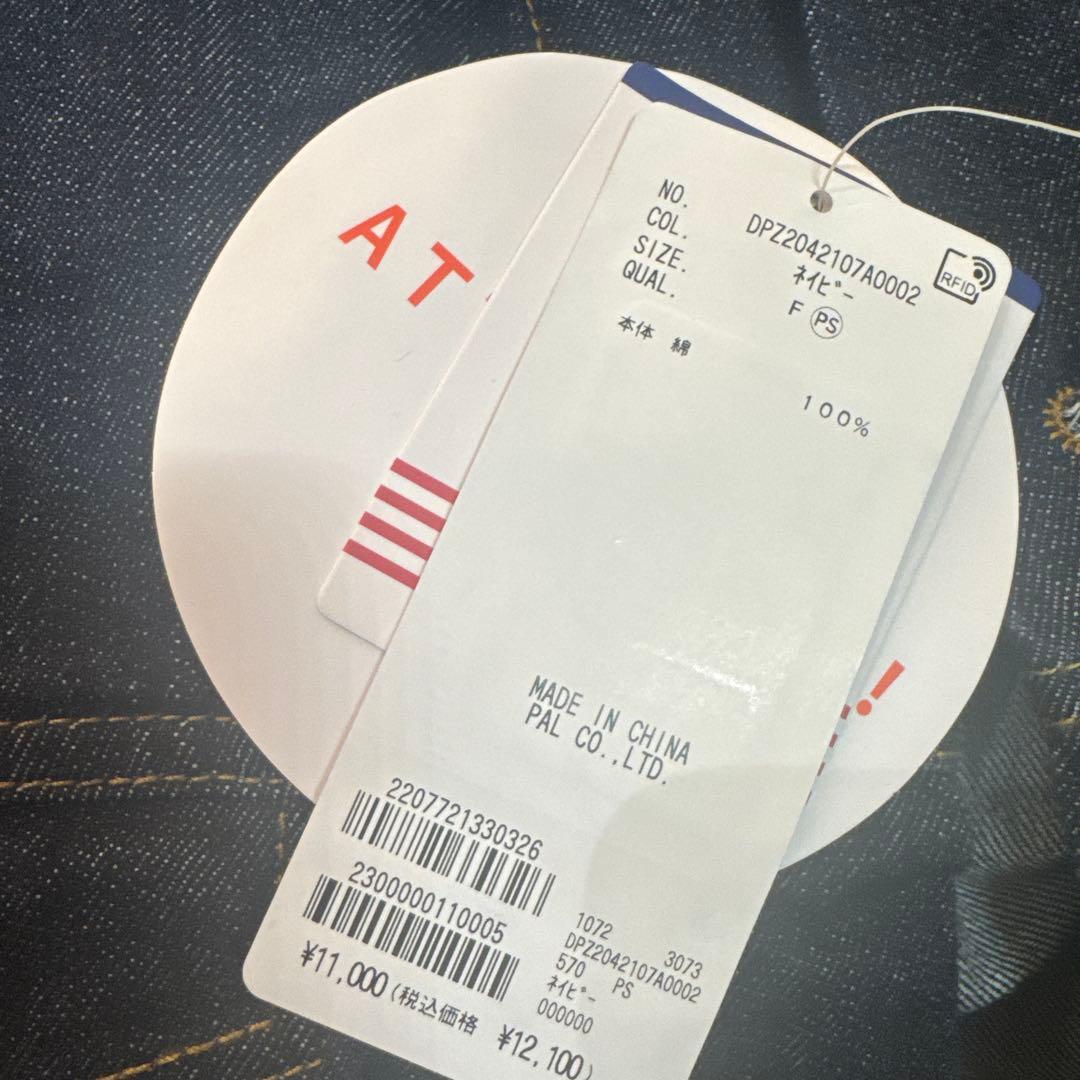 AT
!
NO. DPZ2042107A0002
COL. ネイビー
SIZE. F PS
QUAL.
RFID
本体 綿
100%
MADE IN CHINA
PAL CO.,LTD.
2207721330326
2300000110005
¥11,000(税込価格 ¥12,100)
1072 3073
DPZ2042107A0002
570 PS
ネイビー
000000